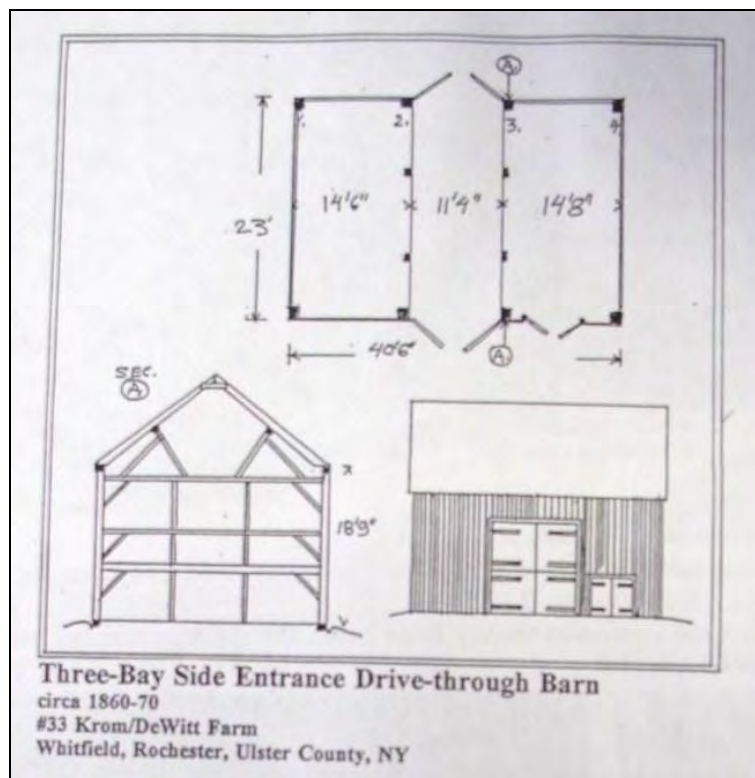 A.
1. 2. 3. 4.
14'6" 11'4" 14'8"
23'
40'6"
A.
SEC.
A
18'9"
Three-Bay Side Entrance Drive-through Barn
circa 1860-70
#33 Krom/DeWitt Farm
Whitfield, Rochester, Ulster County, NY